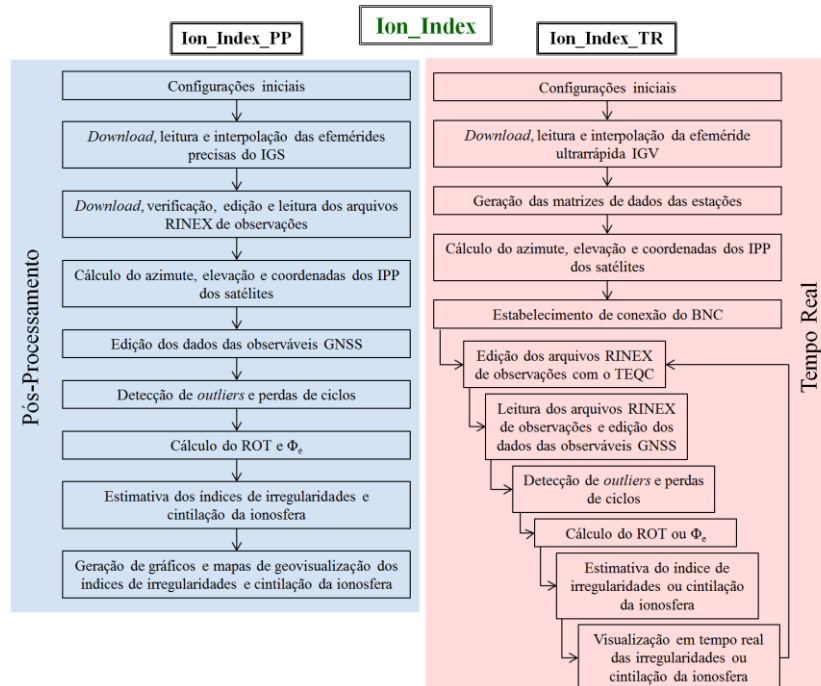 Ion_Index
Ion_Index_PP
Pós-Processamento
Configurações iniciais
Download, leitura e interpolação das efemérides
precisas do IGS
Download, verificação, edição e leitura dos arquivos
RINEX de observações
Cálculo do azimute, elevação e coordenadas dos IPP
dos satélites
Edição dos dados das observáveis GNSS
Detecção de outliers e perdas de ciclos
Cálculo do ROT e Φe
Estimativa dos índices de irregularidades e
cintilação da ionosfera
Geração de gráficos e mapas de geovisualização dos
índices de irregularidades e cintilação da ionosfera
Ion_Index_TR
Tempo Real
Configurações iniciais
Download, leitura e interpolação da efeméride
ultrarrápida IGV
Geração das matrizes de dados das estações
Cálculo do azimute, elevação e coordenadas dos IPP
dos satélites
Estabelecimento de conexão do BNC
Edição dos arquivos RINEX
de observações com o TEQC
Leitura dos arquivos RINEX
de observações e edição dos
dados das observáveis GNSS
Detecção de outliers e perdas
de ciclos
Cálculo do ROT ou Φe
Estimativa do índice de
irregularidades ou cintilação
da ionosfera
Visualização em tempo real
das irregularidades ou
cintilação da ionosfera